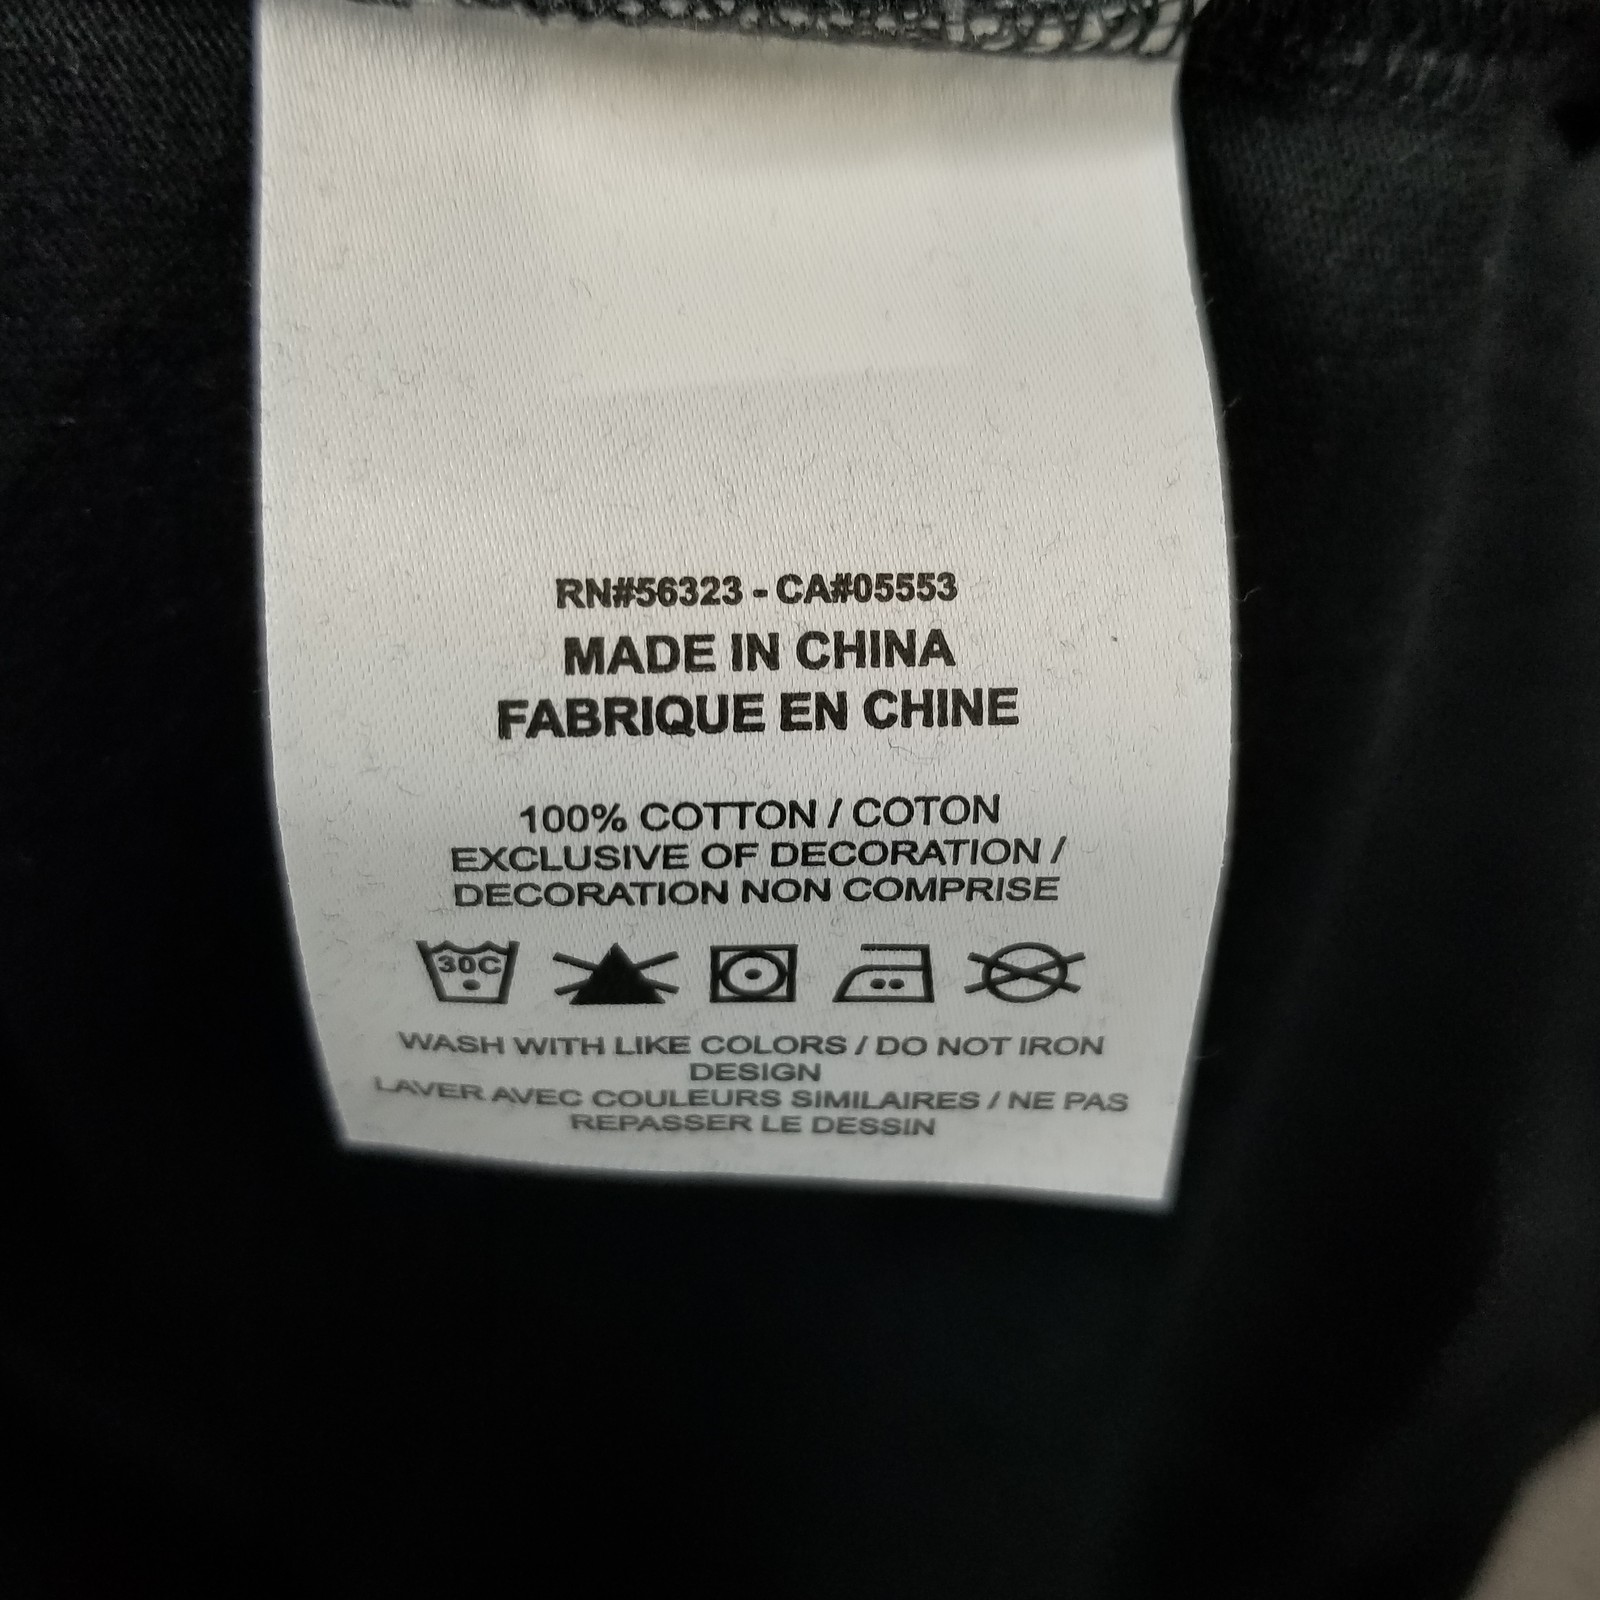 RN#56323 - CA#05553
MADE IN CHINA
FABRIQUE EN CHINE
100% COTTON / COTON
EXCLUSIVE OF DECORATION /
DECORATION NON COMPRISE
30C
WASH WITH LIKE COLORS / DO NOT IRON
DESIGN
LAVER AVEC COULEURS SIMILAIRES / NE PAS
REPASSER LE DESSIN